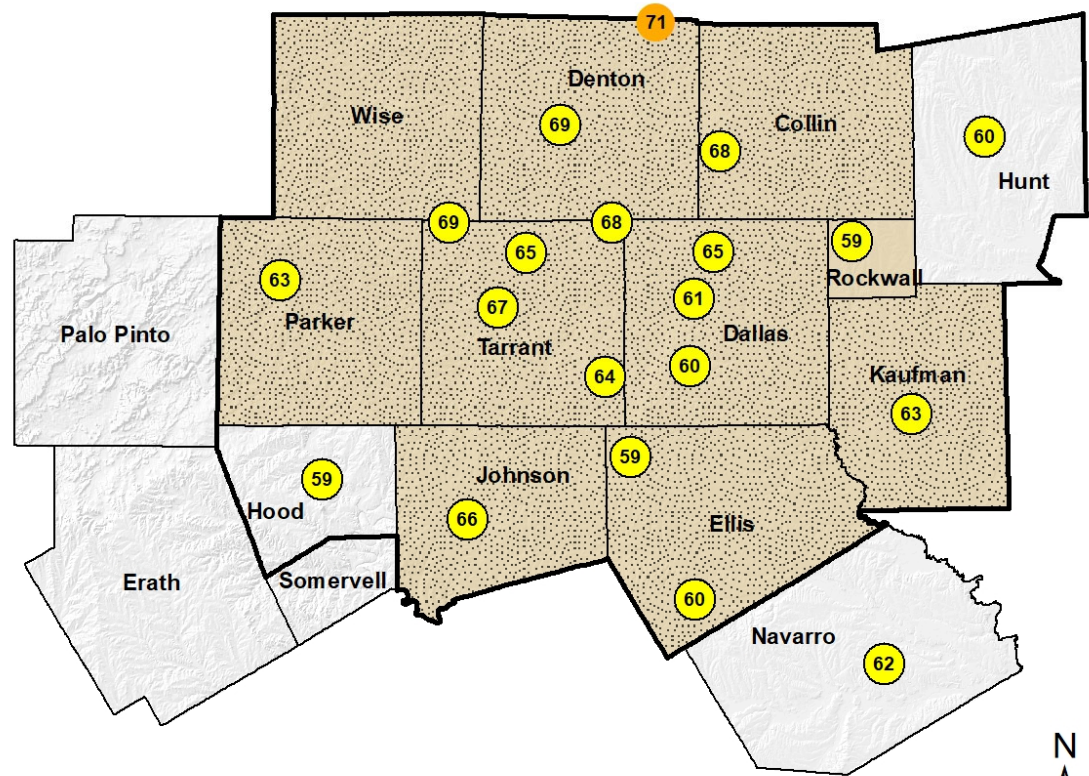 71
Denton
Wise
69
Collin
60
68
Hunt
69
68
65
65
59
63
Rockwall
67
61
Parker
Palo Pinto
Tarrant
Dallas
60
64
Kaufman
63
59
Johnson
59
Hood
66
Ellis
Erath
Somervell
60
Navarro
62
N